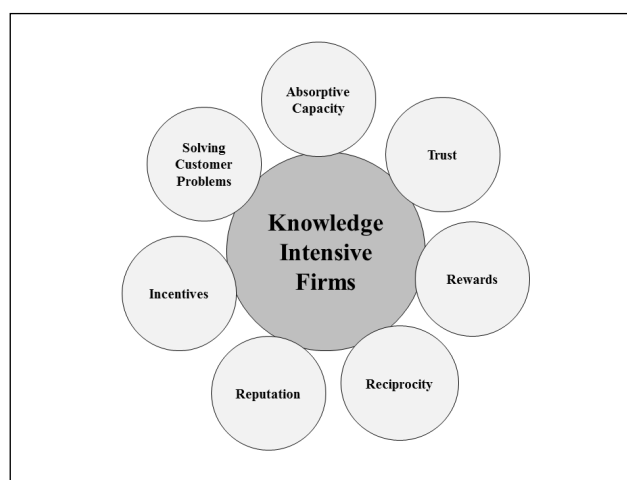 Absorptive
Capacity
Solving
Customer
Problems
Trust
Knowledge
Intensive
Firms
Incentives
Rewards
Reputation
Reciprocity